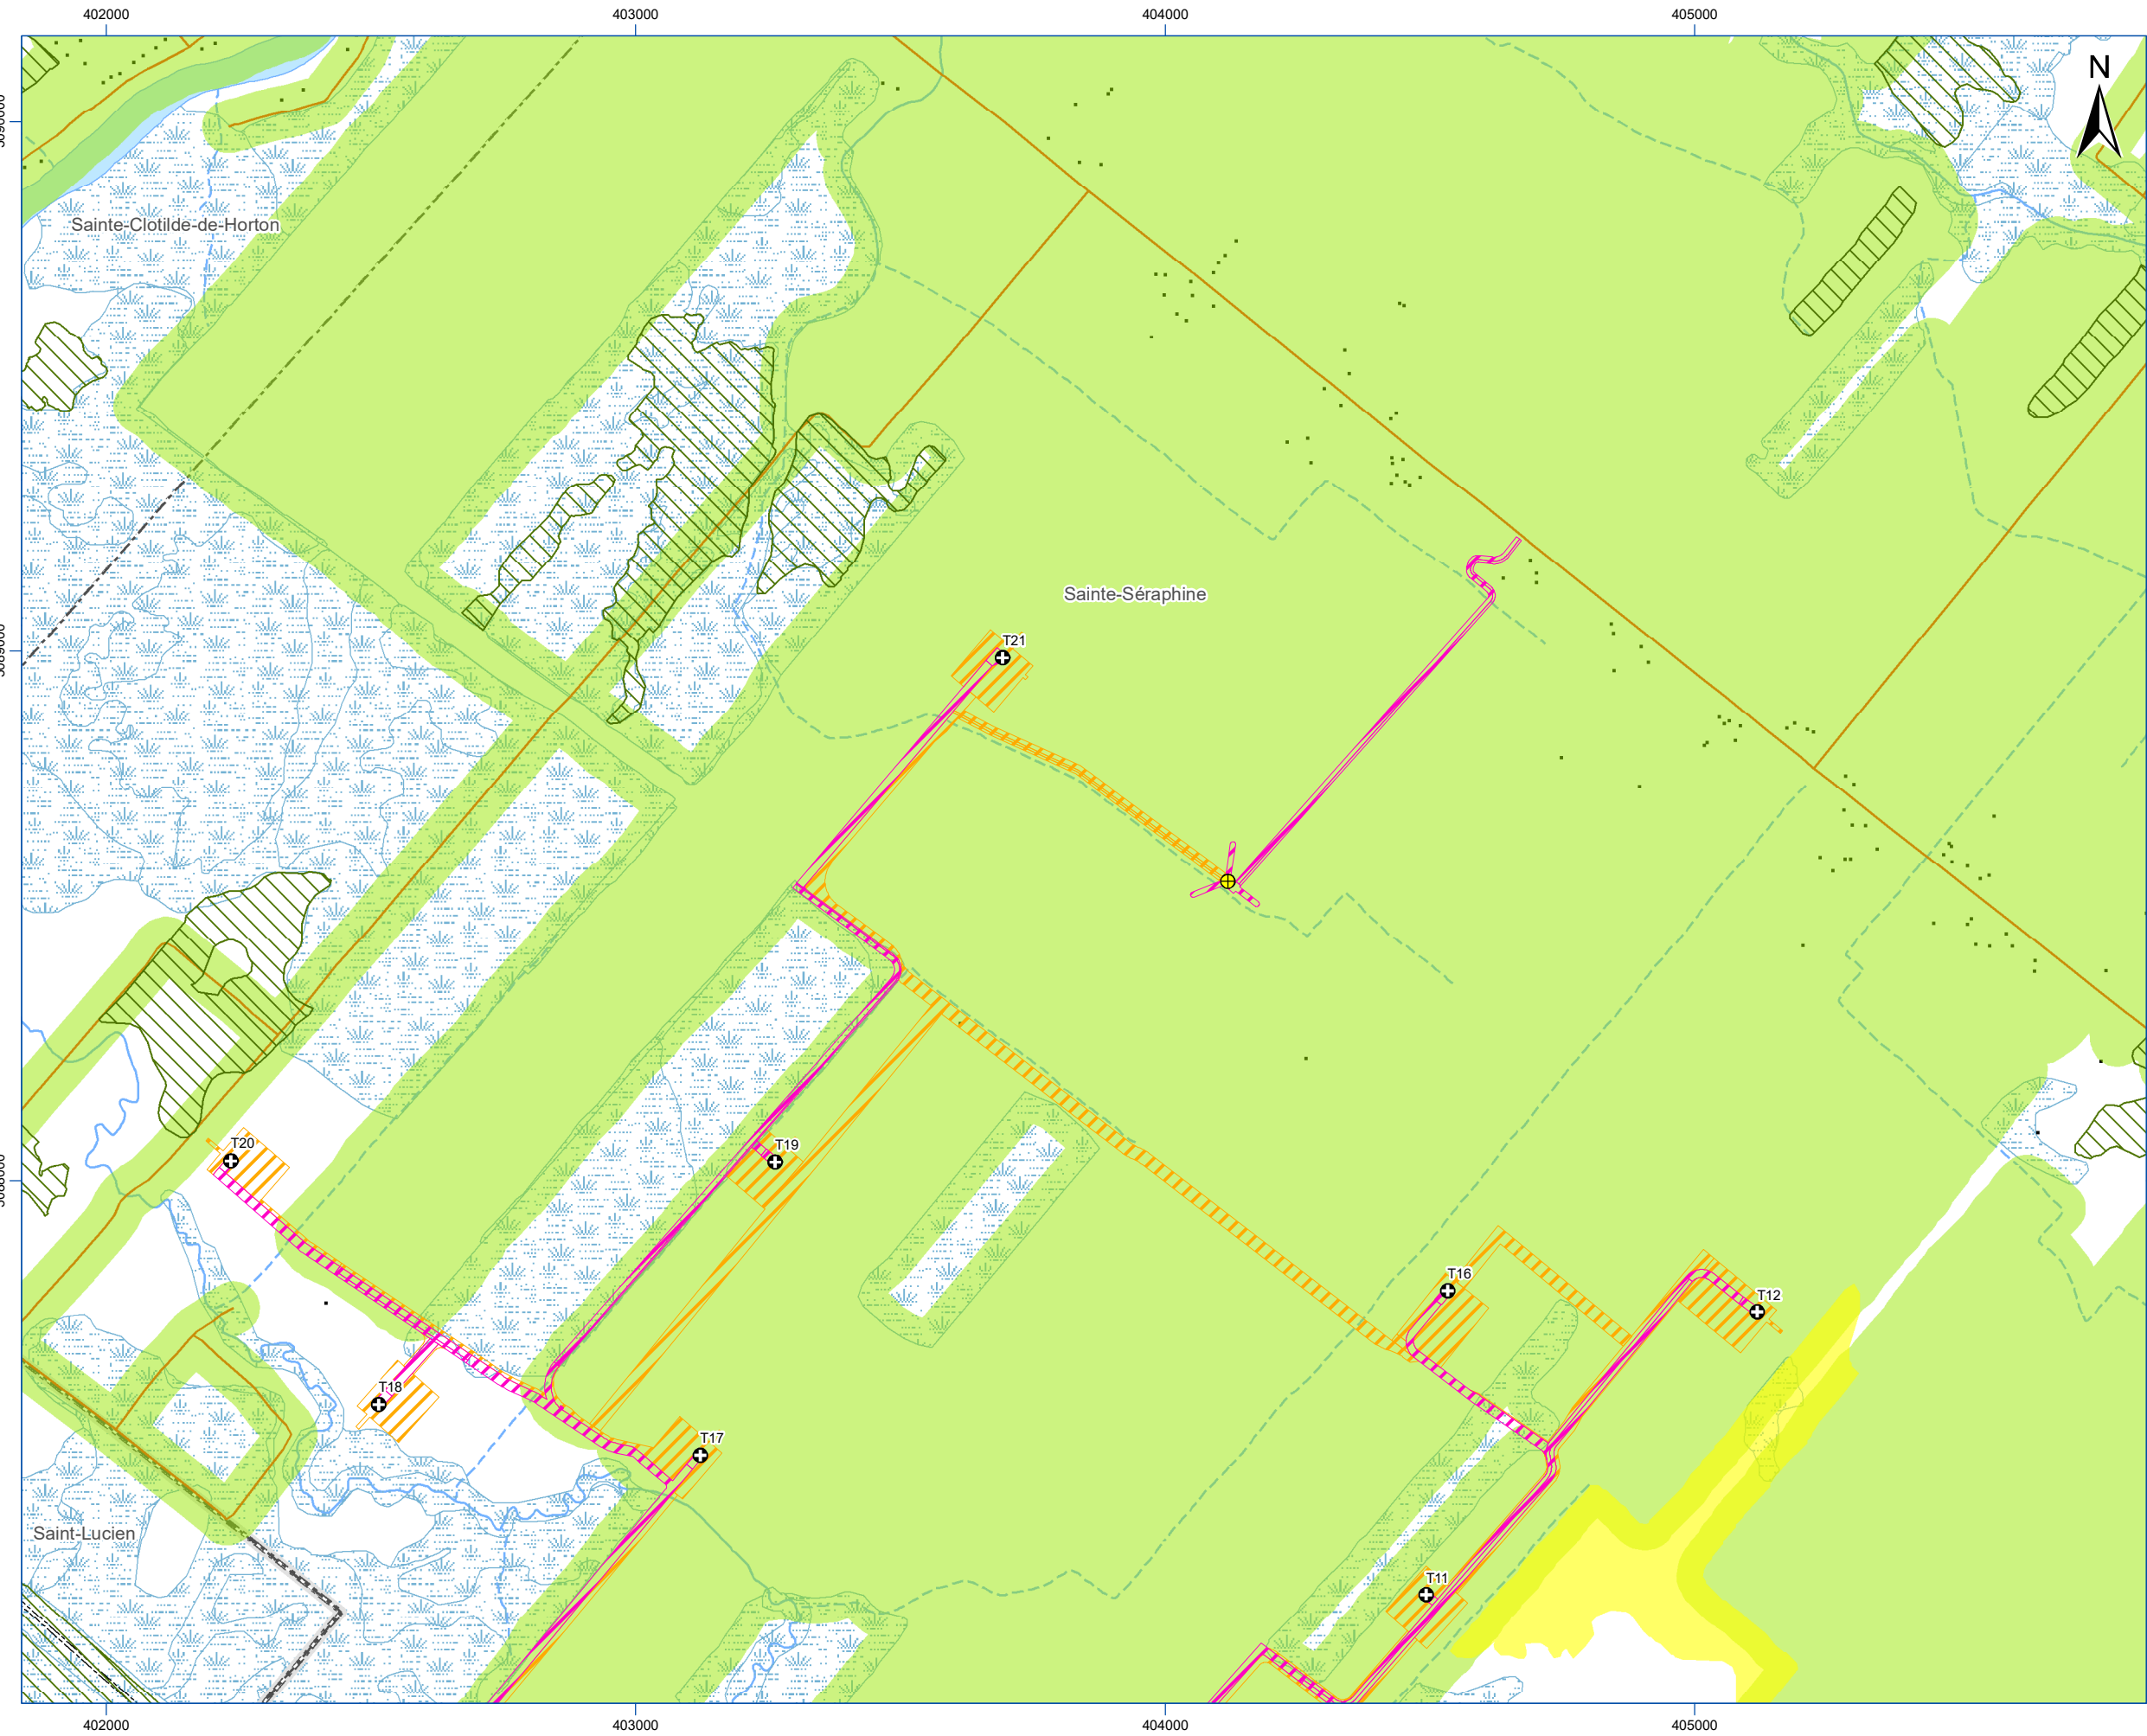 402000 403000 404000 405000
N
Sainte-Clotilde-de-Horton
Sainte-Séraphine
T21
T20
T19
T16
T12
T18
T17
Saint-Lucien
T11
402000 403000 404000 405000